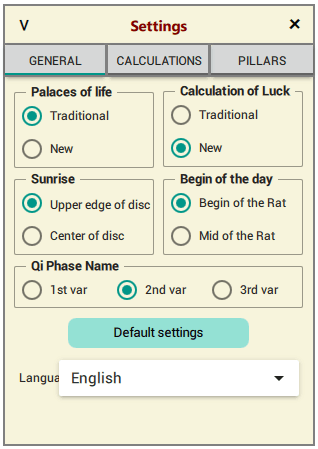 V Settings ×
GENERAL CALCULATIONS PILLARS
Palaces of life
Traditional
New
Calculation of Luck
Traditional
New
Sunrise
Upper edge of disc
Center of disc
Begin of the day
Begin of the Rat
Mid of the Rat
Qi Phase Name
1st var 2nd var 3rd var
Default settings
Langua English